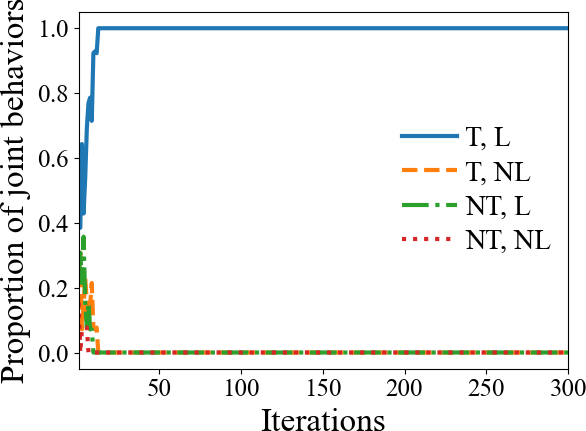 Proportion of joint behaviors
1.0
0.8
0.6
0.4
0.2
0.0
T, L
T, NL
NT, L
NT, NL
50
100
150
200
250
300
Iterations